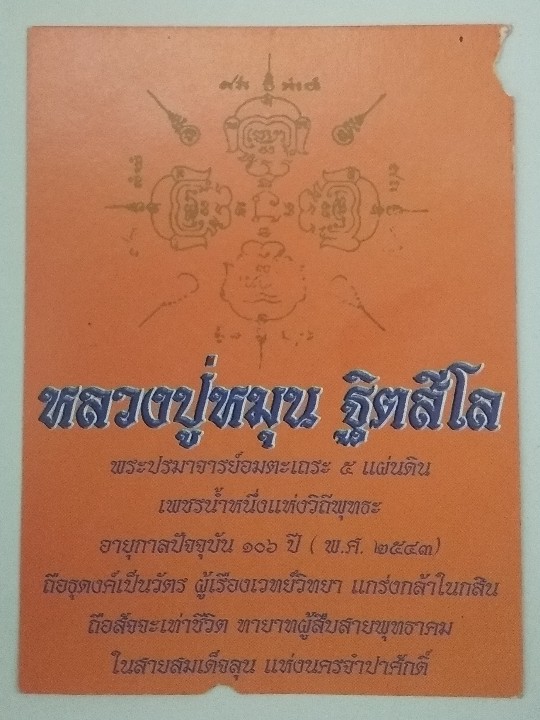 หลวงปู่หมุน ฐิตสีโล
พระปรมาจารย์อมตะเถระ ๕ แผ่นดิน
เพชรน้ำหนึ่งแห่งวิถีพุทธะ
อายุกาลปัจจุบัน ๑๐๖ ปี ( พ.ศ. ๒๕๔๓)
ถือธุดงค์เป็นวัตร ผู้เรืองเวทย์วิทยา แกร่งกล้าในกสิน
ถือสัจจะเท่าชีวิต ทายาทผู้สืบสายพุทธาคม
ในสายสมเด็จลุน แห่งนครจำปาศักดิ์